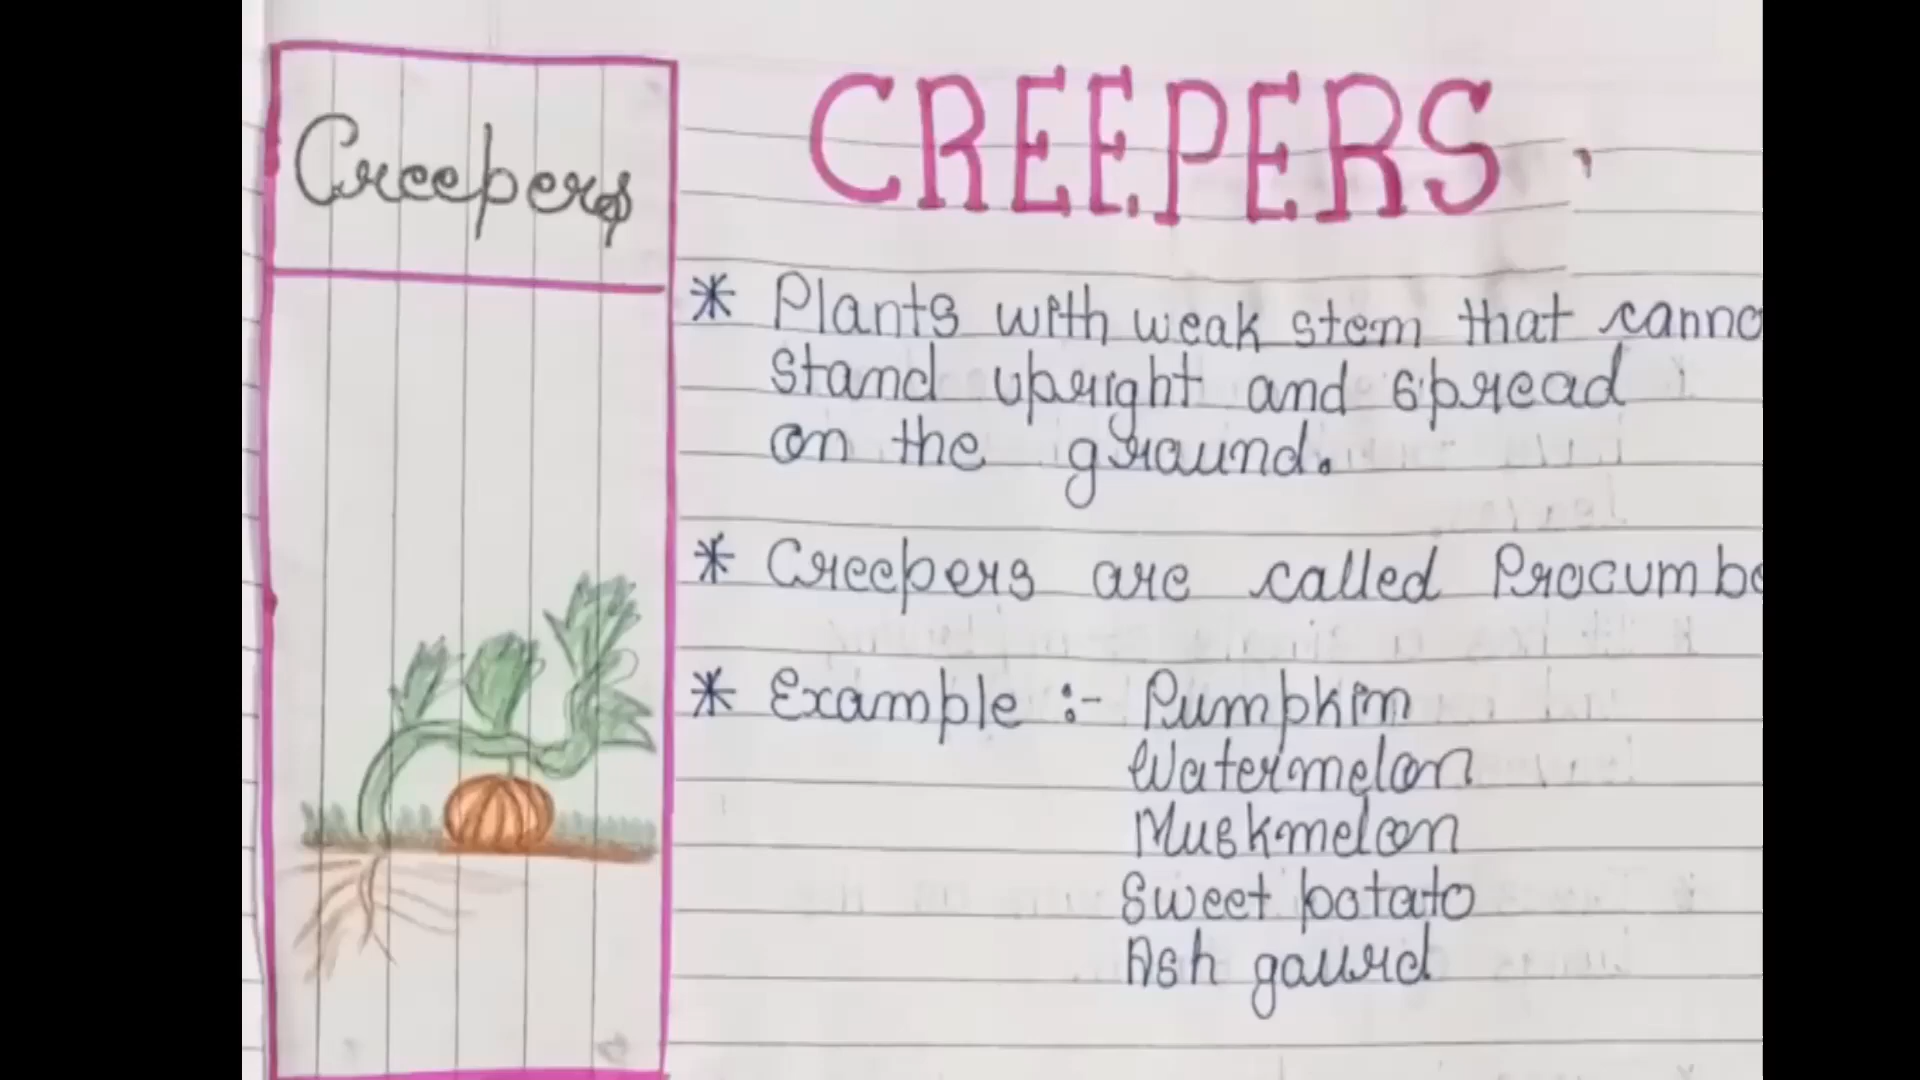 Creepers
CREEPERS
* Plants with weak stem that canno
stand upright and spread
on the ground.
* Creepers are called Procumbe
* Example :- Pumpkin
Watermelon
Muskmelon
Sweet potato
Ash gaurd